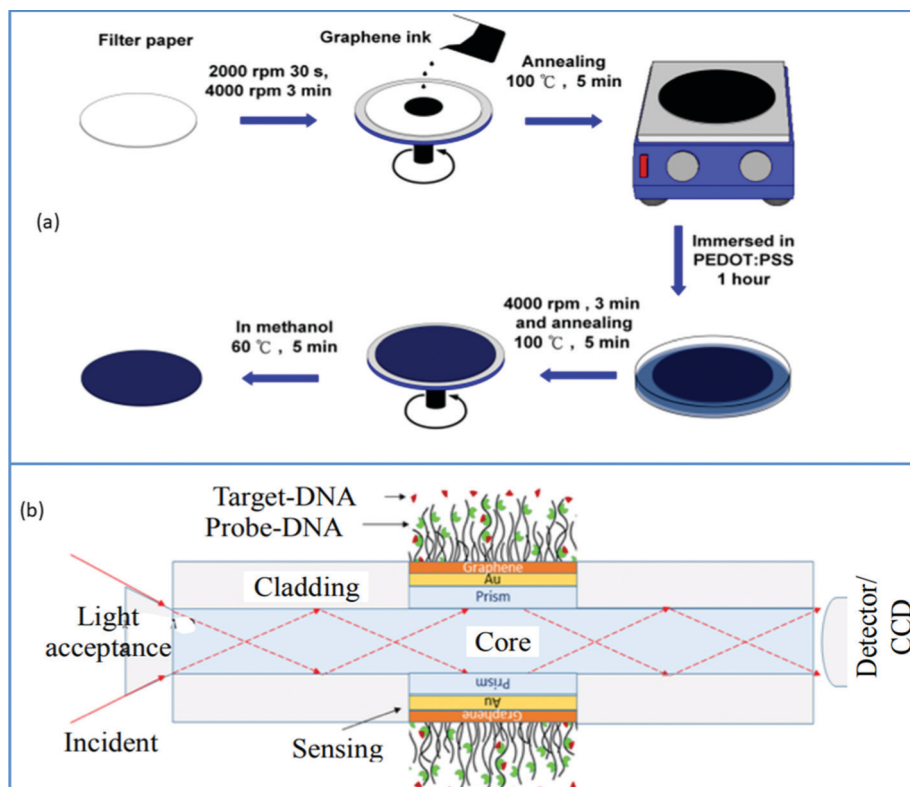 Filter paper
2000 rpm 30 s,
4000 rpm 3 min
Graphene ink
Annealing
100 ℃ , 5 min
(a)
Immersed in
PEDOT:PSS
1 hour
4000 rpm , 3 min
and annealing
100 ℃ , 5 min
In methanol
60 ℃ , 5 min
(b)
Target-DNA
Probe-DNA
Graphene
Au
Prism
Cladding
Light
acceptance
Core
Detector/
CCD
Prism
Au
Graphene
Incident
Sensing